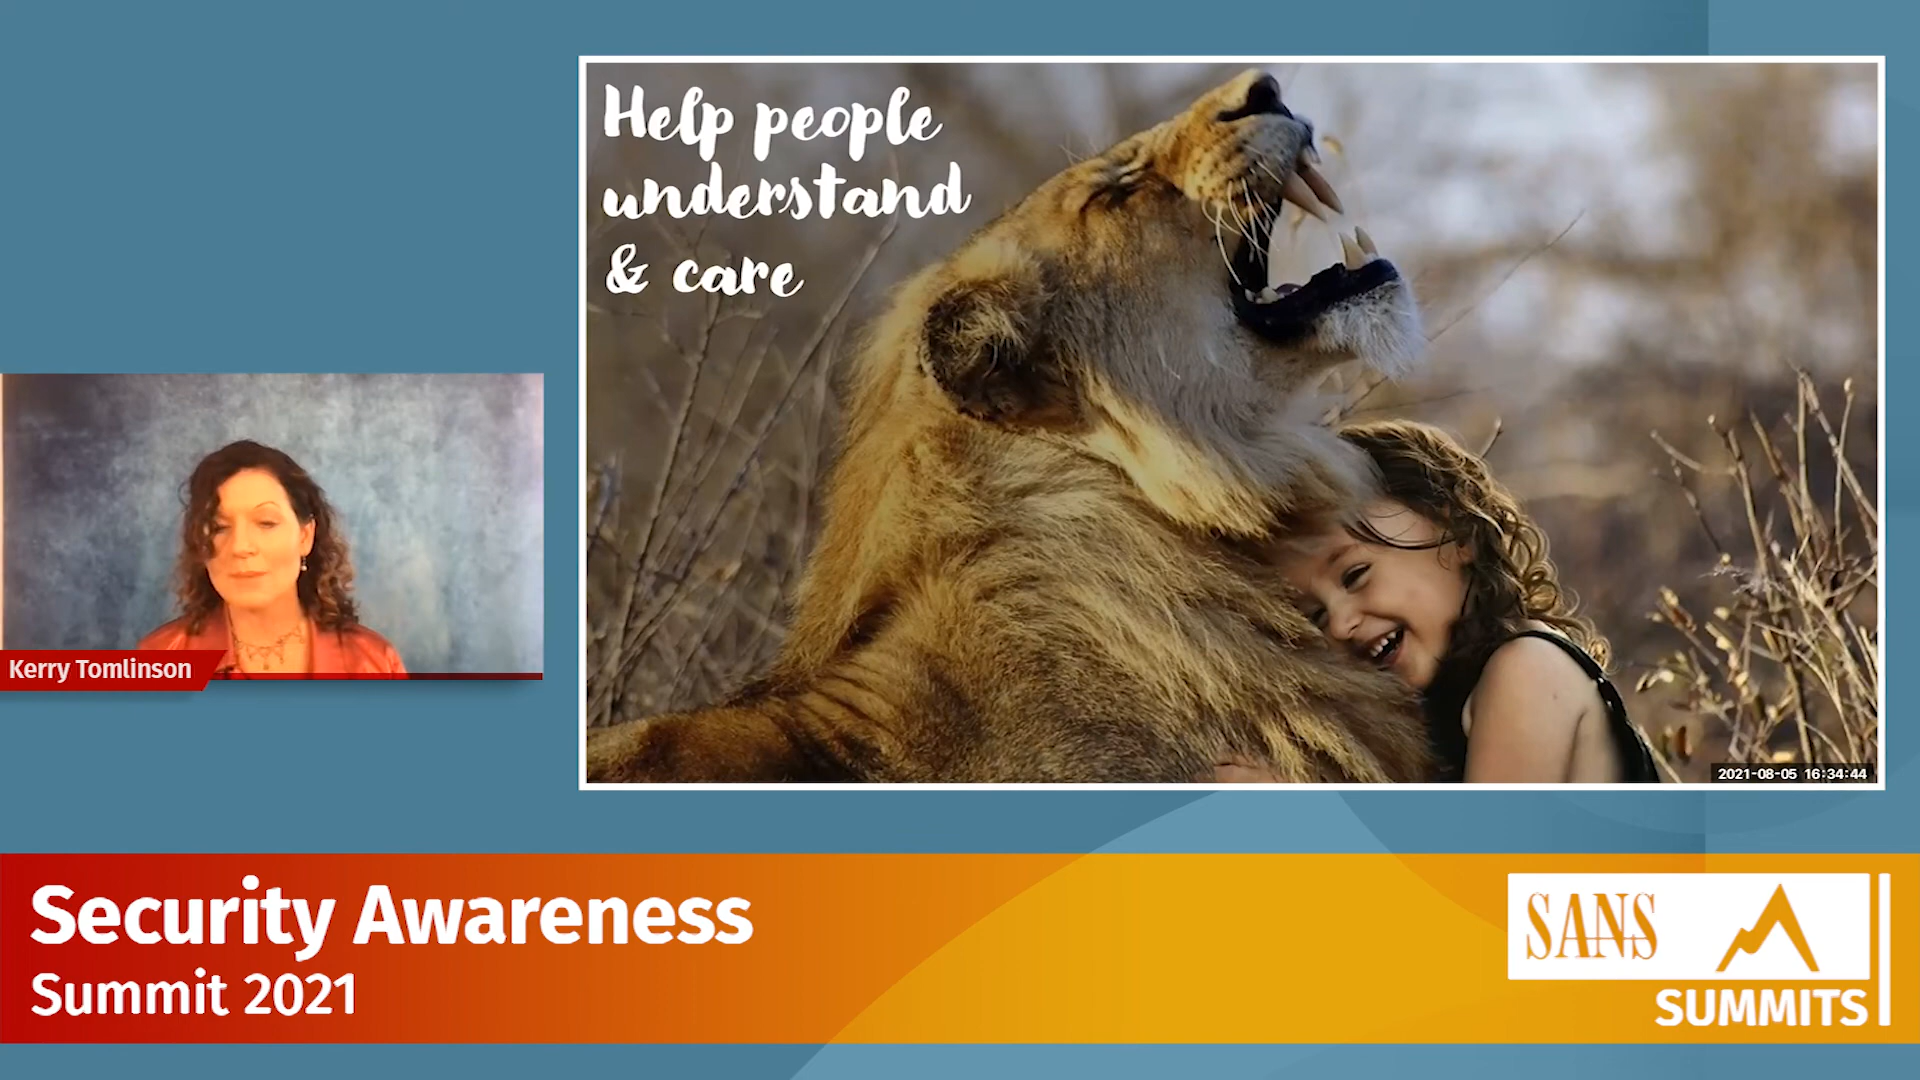 Help people
understand
& care
Kerry Tomlinson
2021-08-05 16:34:44
Security Awareness
Summit 2021
SANS
SUMMITS